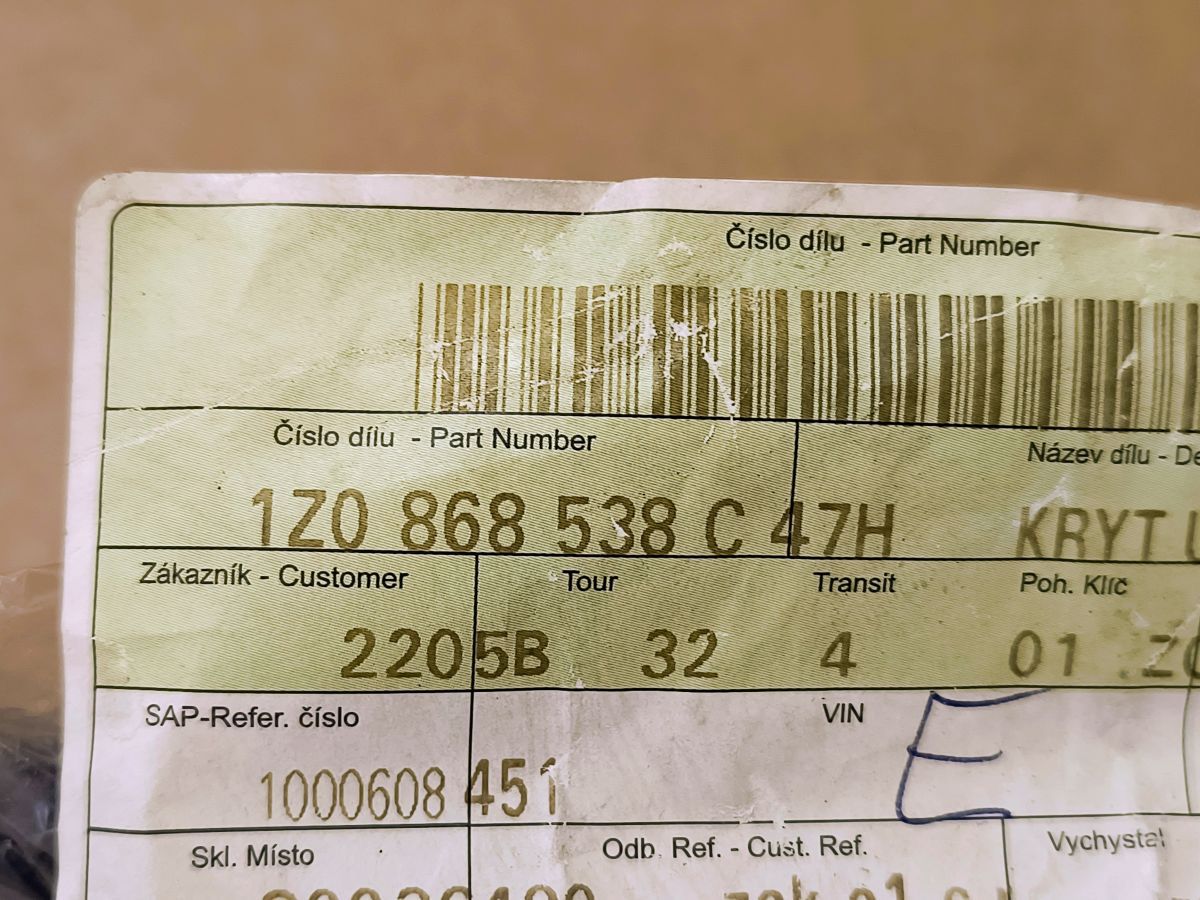 Číslo dílu - Part Number
Číslo dílu - Part Number
Název dílu -
1Z0 868 538 C 47H
KRYT
Zákazník - Customer
Tour
Transit
Poh. Klíč
2205B
32
4
01
SAP-Refer. číslo
VIN
E
1000608 451
Skl. Místo
Odb. Ref. - Cust. Ref.
Vychystal